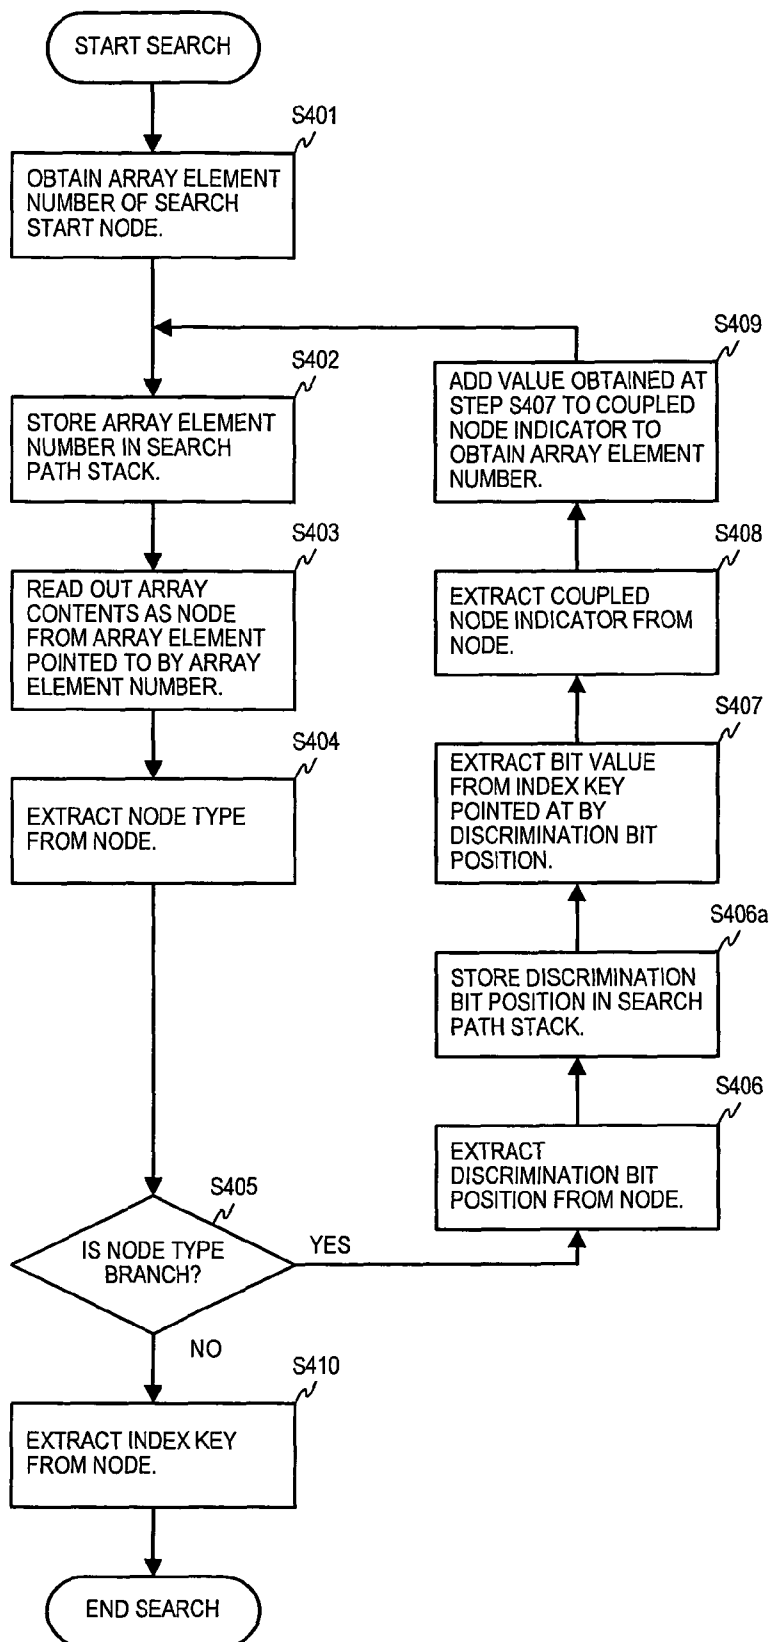 START SEARCH
S401
OBTAIN ARRAY ELEMENT
NUMBER OF SEARCH
START NODE.
S402
STORE ARRAY ELEMENT
NUMBER IN SEARCH
PATH STACK.
S403
READ OUT ARRAY
CONTENTS AS NODE
FROM ARRAY ELEMENT
POINTED TO BY ARRAY
ELEMENT NUMBER.
S404
EXTRACT NODE TYPE
FROM NODE.
S405
IS NODE TYPE
BRANCH?
YES
NO
S406
EXTRACT
DISCRIMINATION BIT
POSITION FROM NODE.
S406a
STORE DISCRIMINATION
BIT POSITION IN SEARCH
PATH STACK.
S407
EXTRACT BIT VALUE
FROM INDEX KEY
POINTED AT BY
DISCRIMINATION BIT
POSITION.
S408
EXTRACT COUPLED
NODE INDICATOR FROM
NODE.
S409
ADD VALUE OBTAINED AT
STEP S407 TO COUPLED
NODE INDICATOR TO
OBTAIN ARRAY ELEMENT
NUMBER.
S410
EXTRACT INDEX KEY
FROM NODE.
END SEARCH